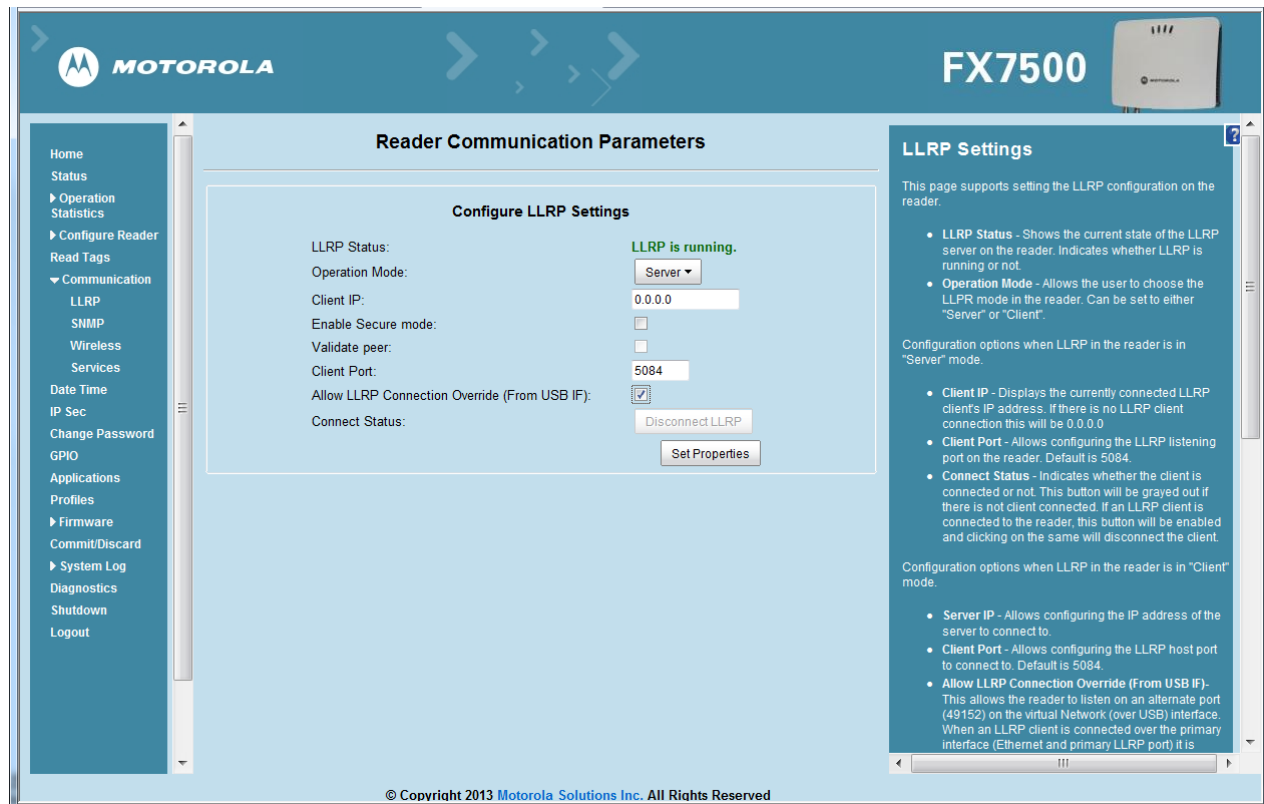 MOTOROLA
FX7500
MOTOROLA
Home
Status
Operation
Statistics
Configure Reader
Read Tags
Communication
LLRP
SNMP
Wireless
Services
Date Time
IP Sec
Change Password
GPIO
Applications
Profiles
Firmware
Commit/Discard
System Log
Diagnostics
Shutdown
Logout
Reader Communication Parameters
Configure LLRP Settings
LLRP Status: LLRP is running.
Operation Mode: Server
Client IP: 0.0.0.0
Enable Secure mode:
Validate peer:
Client Port: 5084
Allow LLRP Connection Override (From USB IF):
Connect Status: Disconnect LLRP
Set Properties
?
LLRP Settings
This page supports setting the LLRP configuration on the
reader.
• LLRP Status - Shows the current state of the LLRP
server on the reader. Indicates whether LLRP is
running or not.
• Operation Mode - Allows the user to choose the
LLPR mode in the reader. Can be set to either
"Server" or "Client".
Configuration options when LLRP in the reader is in
"Server" mode.
• Client IP - Displays the currently connected LLRP
client's IP address. If there is no LLRP client
connection this will be 0.0.0.0
• Client Port - Allows configuring the LLRP listening
port on the reader. Default is 5084.
• Connect Status - Indicates whether the client is
connected or not. This button will be grayed out if
there is not client connected. If an LLRP client is
connected to the reader, this button will be enabled
and clicking on the same will disconnect the client.
Configuration options when LLRP in the reader is in "Client"
mode.
• Server IP - Allows configuring the IP address of the
server to connect to.
• Client Port - Allows configuring the LLRP host port
to connect to. Default is 5084.
• Allow LLRP Connection Override (From USB IF)-
This allows the reader to listen on an alternate port
(49152) on the virtual Network (over USB) interface.
When an LLRP client is connected over the primary
interface (Ethernet and primary LLRP port) it is
© Copyright 2013 Motorola Solutions Inc. All Rights Reserved